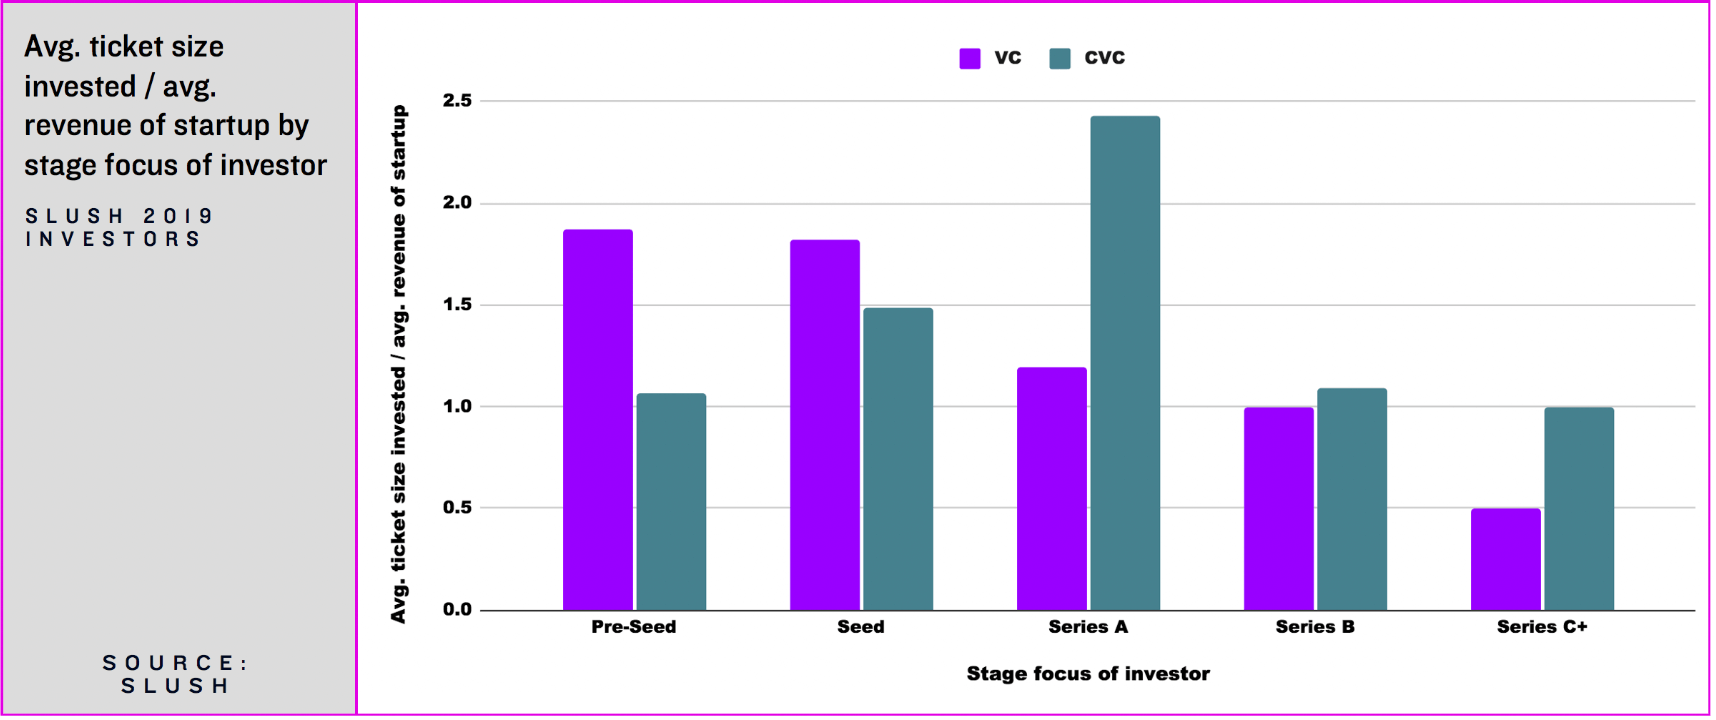 Avg. ticket size
invested / avg.
revenue of startup by
stage focus of investor
SLUSH 2019
INVESTORS
SOURCE:
SLUSH
VC
CVC
Avg. ticket size invested / avg. revenue of startup
2.5
2.0
1.5
1.0
0.5
0.0
Pre-Seed
Seed
Series A
Series B
Series C+
Stage focus of investor